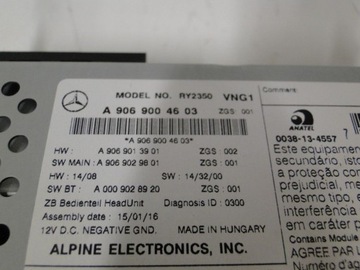 MODEL NO. RY2350 VNG1
A 906 900 46 03 ZGS 001
*A 906 900 4603*
HW : A 906 901 39 01 ZGS : 002
SW MAIN : A 906 902 98 01 ZGS : 001
HW : 14/08 SW : 14/32/00
SW BT : A 000 902 89 20 ZGS : 001
ZB Bedienteil HeadUnit Diagnosis ID : 0300
Assembly date : 15/01/16
12V D.C. NEGATIVE GND. MADE IN HUNGARY
ALPINE ELECTRONICS, INC.
Comment
ANATEL
0038-13-4557
Este equipamen
secundário, isto
a proteção con
prejudicial, me
mesmo tipo, e
interferência
em caráter
Contains Module
AGREE PAR L